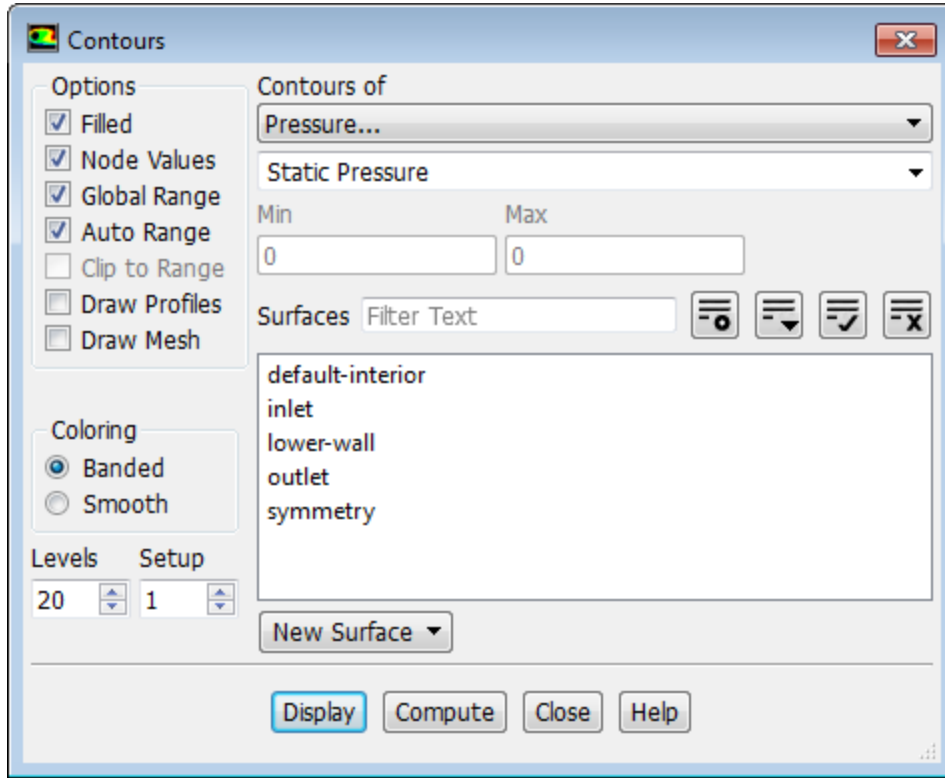 Contours
Options
Filled
Node Values
Global Range
Auto Range
Clip to Range
Draw Profiles
Draw Mesh
Coloring
Banded
Smooth
Levels Setup
20 1
Contours of
Pressure...
Static Pressure
Min Max
0 0
Surfaces Filter Text
default-interior
inlet
lower-wall
outlet
symmetry
New Surface
Display Compute Close Help